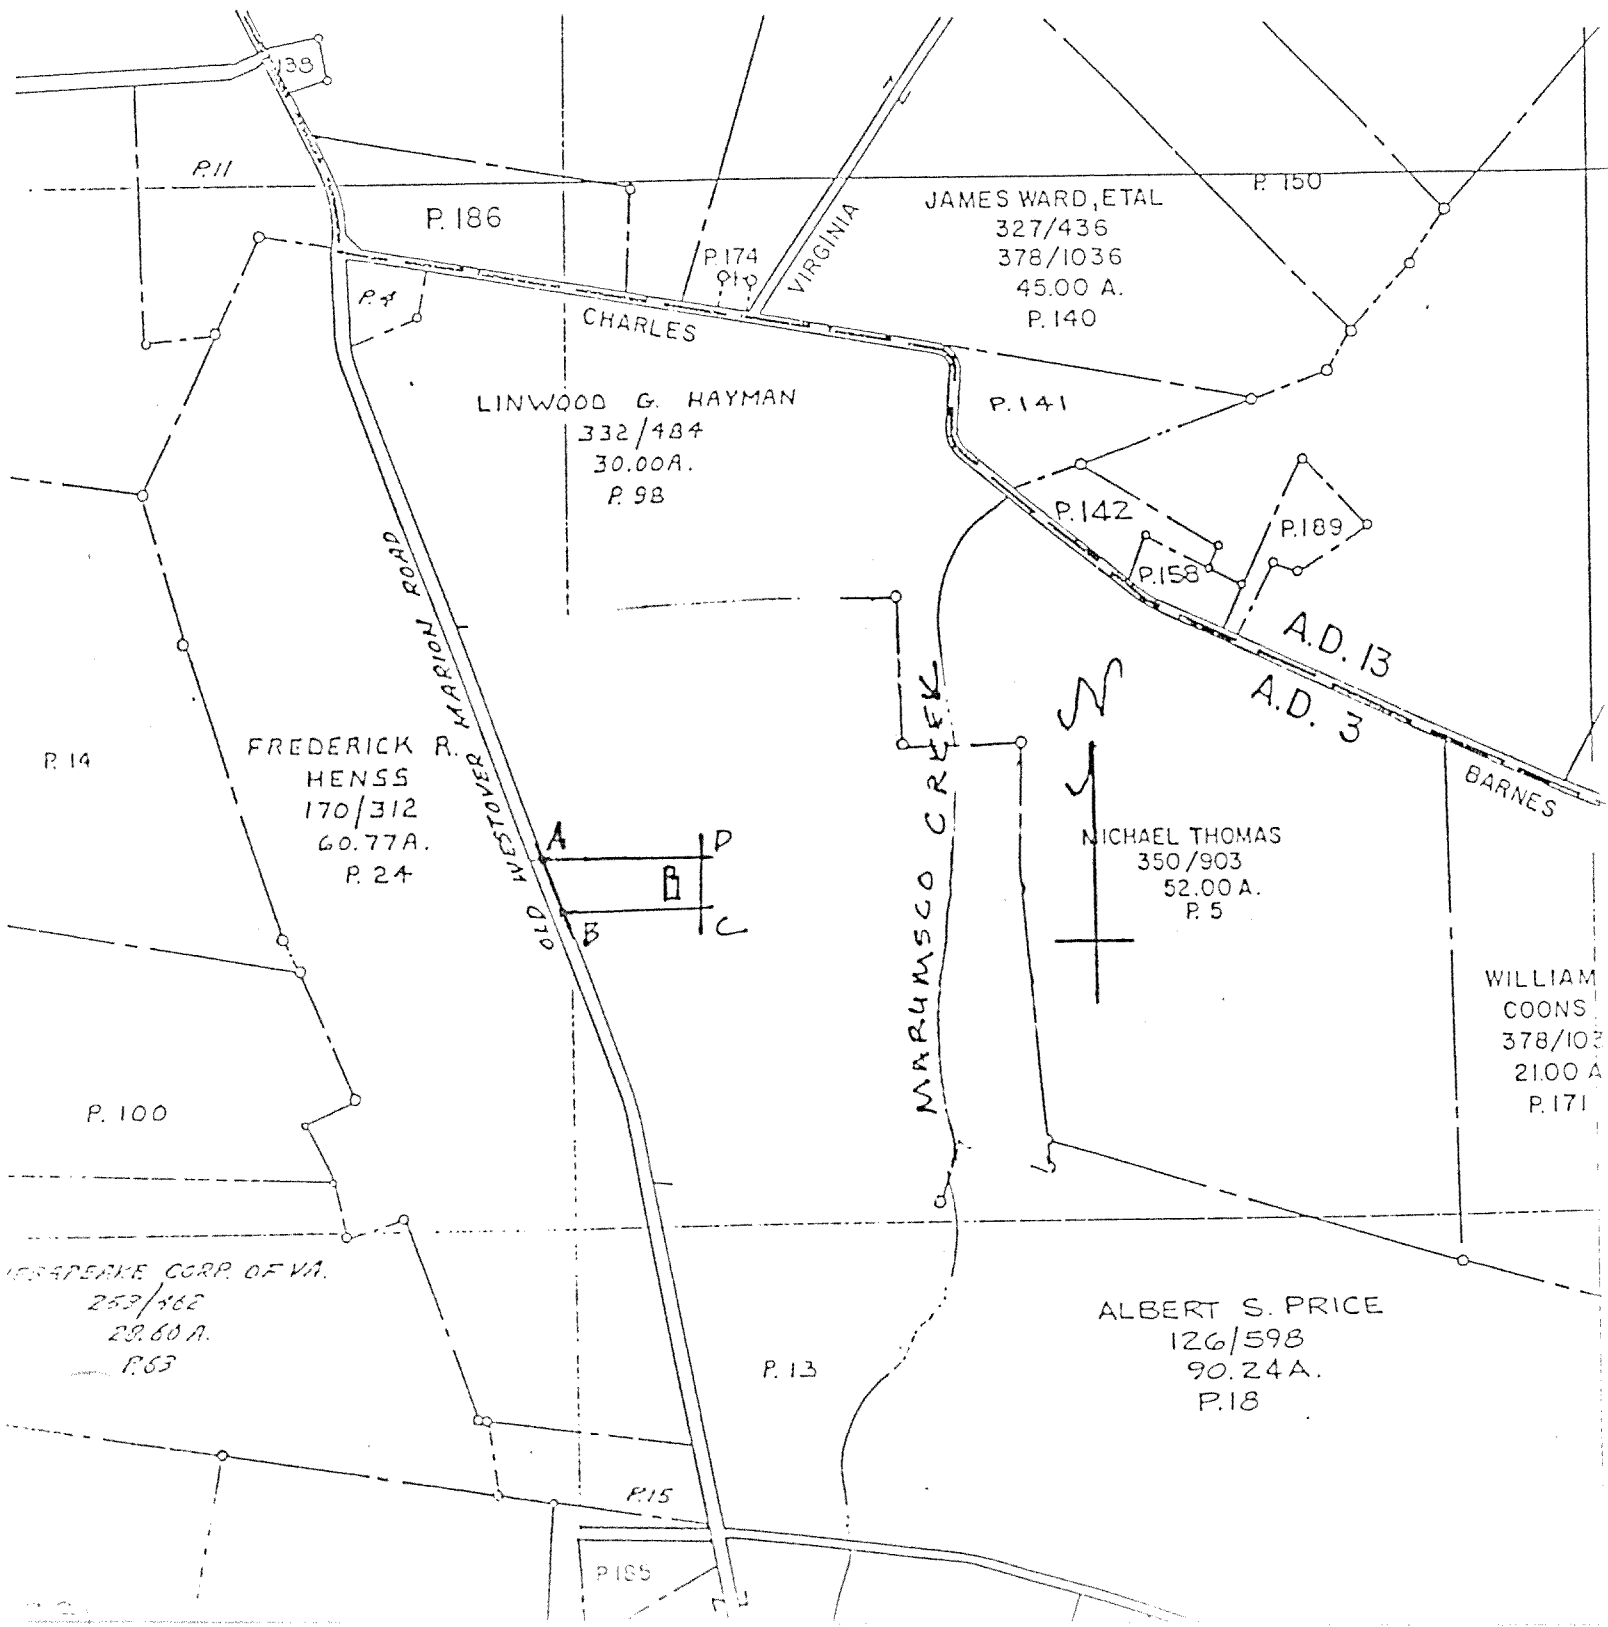 138
P.11
P. 186
P.174
VIRGINIA
JAMES WARD, ETAL
327/436
378/1036
45.00 A.
P. 140
P. 150
CHARLES
LINWOOD G. HAYMAN
332/484
30.00A.
P. 98
P. 141
P. 142
P.158
P.189
A.D. 13
A.D. 3
BARNES
P. 14
FREDERICK R.
HENSS
170/312
60.77A.
P. 24
OLD WESTOVER MARION ROAD
A
B
C
D
MARUMSCO CREEK
N
MICHAEL THOMAS
350/903
52.00 A.
P. 5
WILLIAM
COONS
378/103
21.00 A
P. 171
P. 100
CORP. OF VA.
P.63
P. 13
ALBERT S. PRICE
126/598
90.24A.
P.18
P.15
P185